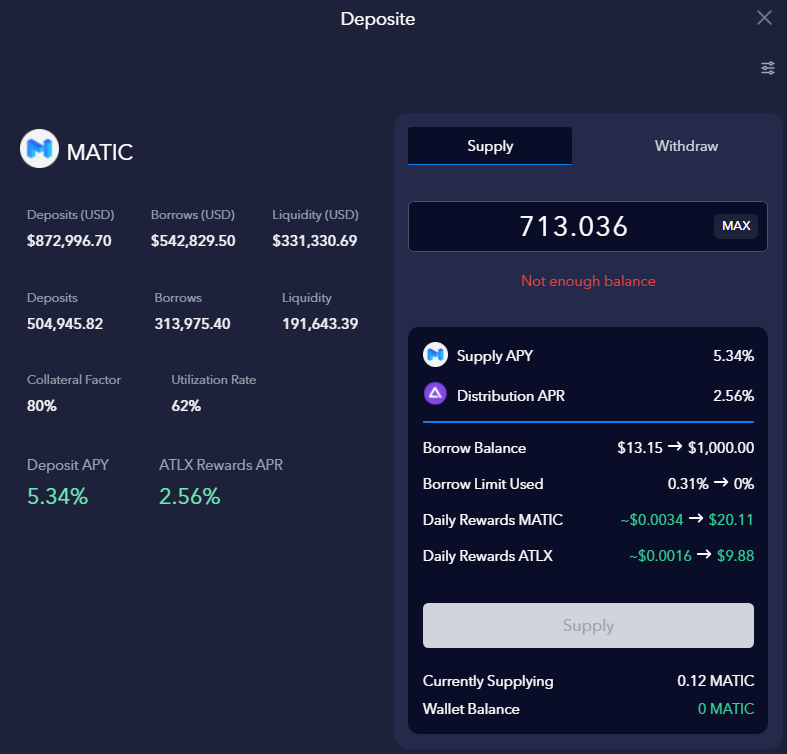 Deposite
MATIC
Deposits (USD) Borrows (USD) Liquidity (USD)
$872,996.70 $542,829.50 $331,330.69
Deposits Borrows Liquidity
504,945.82 313,975.40 191,643.39
Collateral Factor Utilization Rate
80% 62%
Deposit APY ATLX Rewards APR
5.34% 2.56%
Supply Withdraw
713.036 MAX
Not enough balance
Supply APY 5.34%
Distribution APR 2.56%
Borrow Balance $13.15 → $1,000.00
Borrow Limit Used 0.31% → 0%
Daily Rewards MATIC ~$0.0034 → $20.11
Daily Rewards ATLX ~$0.0016 → $9.88
Supply
Currently Supplying 0.12 MATIC
Wallet Balance 0 MATIC